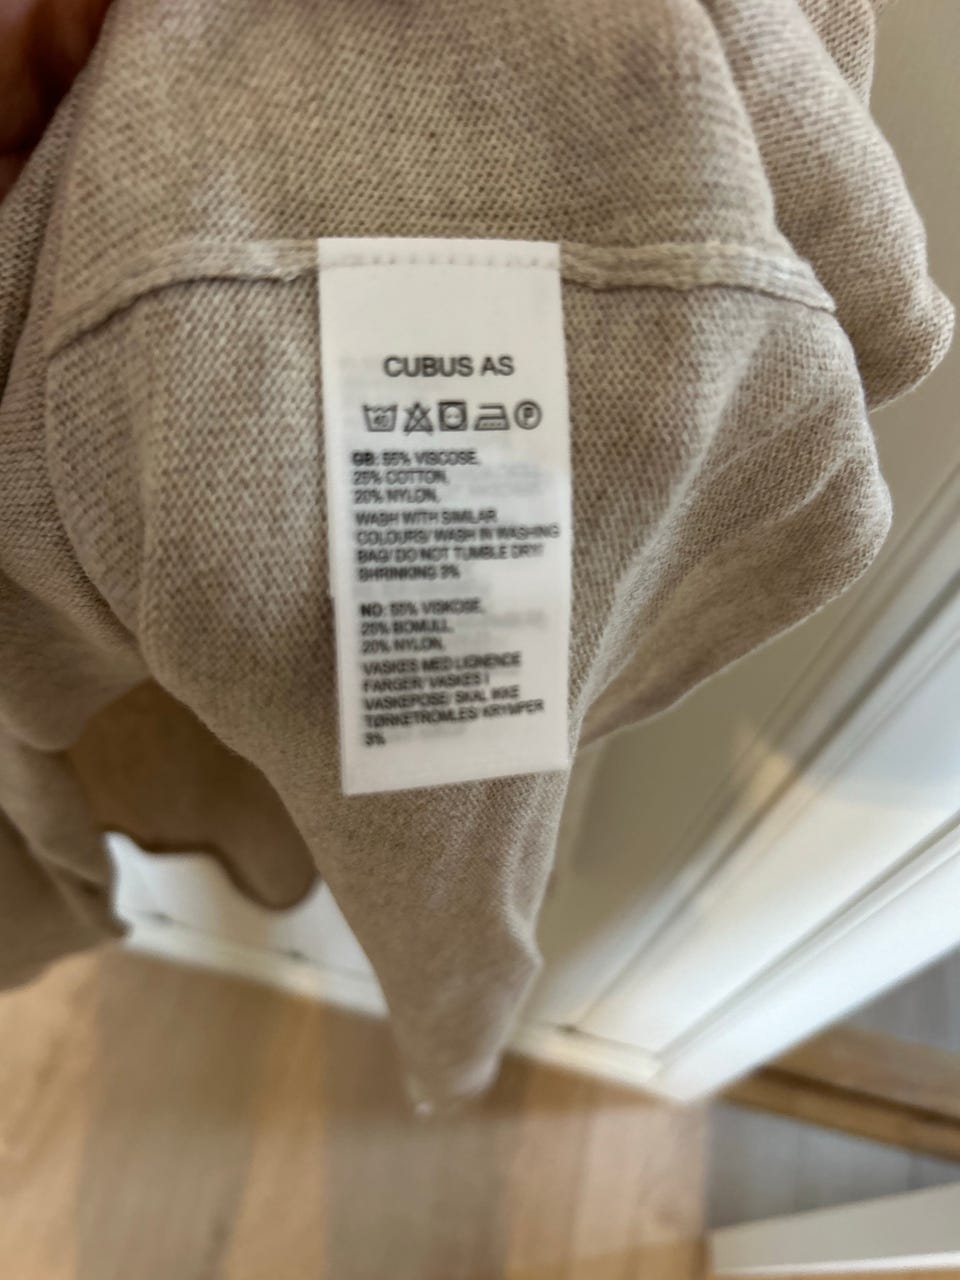 CUBUS AS
40 P
GB: 55% VISCOSE,
25% COTTON,
20% NYLON,
WASH WITH SIMILAR
COLOURS/ WASH IN WASHING
BAG/ DO NOT TUMBLE DRY/
SHRINKING 3%
NO: 55% VISKOSE,
25% BOMULL,
20% NYLON,
VASKES MED LIGNENDE
FARGER/ VASKES I
VASKEPOSE/ SKAL IKKE
TØRKETROMLES/ KRYMPER
3%